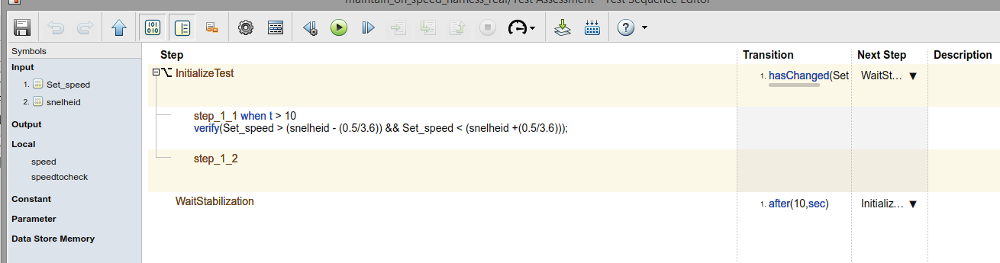 maintain_on_speed_harness_real/Test Assessment - Test Sequence Editor
101
010
?
Symbols
Input
1. Set_speed
2. snelheid
Output
Local
speed
speedtocheck
Constant
Parameter
Data Store Memory
Step Transition Next Step Description
InitializeTest 1. hasChanged(Set WaitSt... ▼
step_1_1 when t > 10
verify(Set_speed > (snelheid - (0.5/3.6)) && Set_speed < (snelheid +(0.5/3.6)));
step_1_2
WaitStabilization 1. after(10,sec) Initializ... ▼